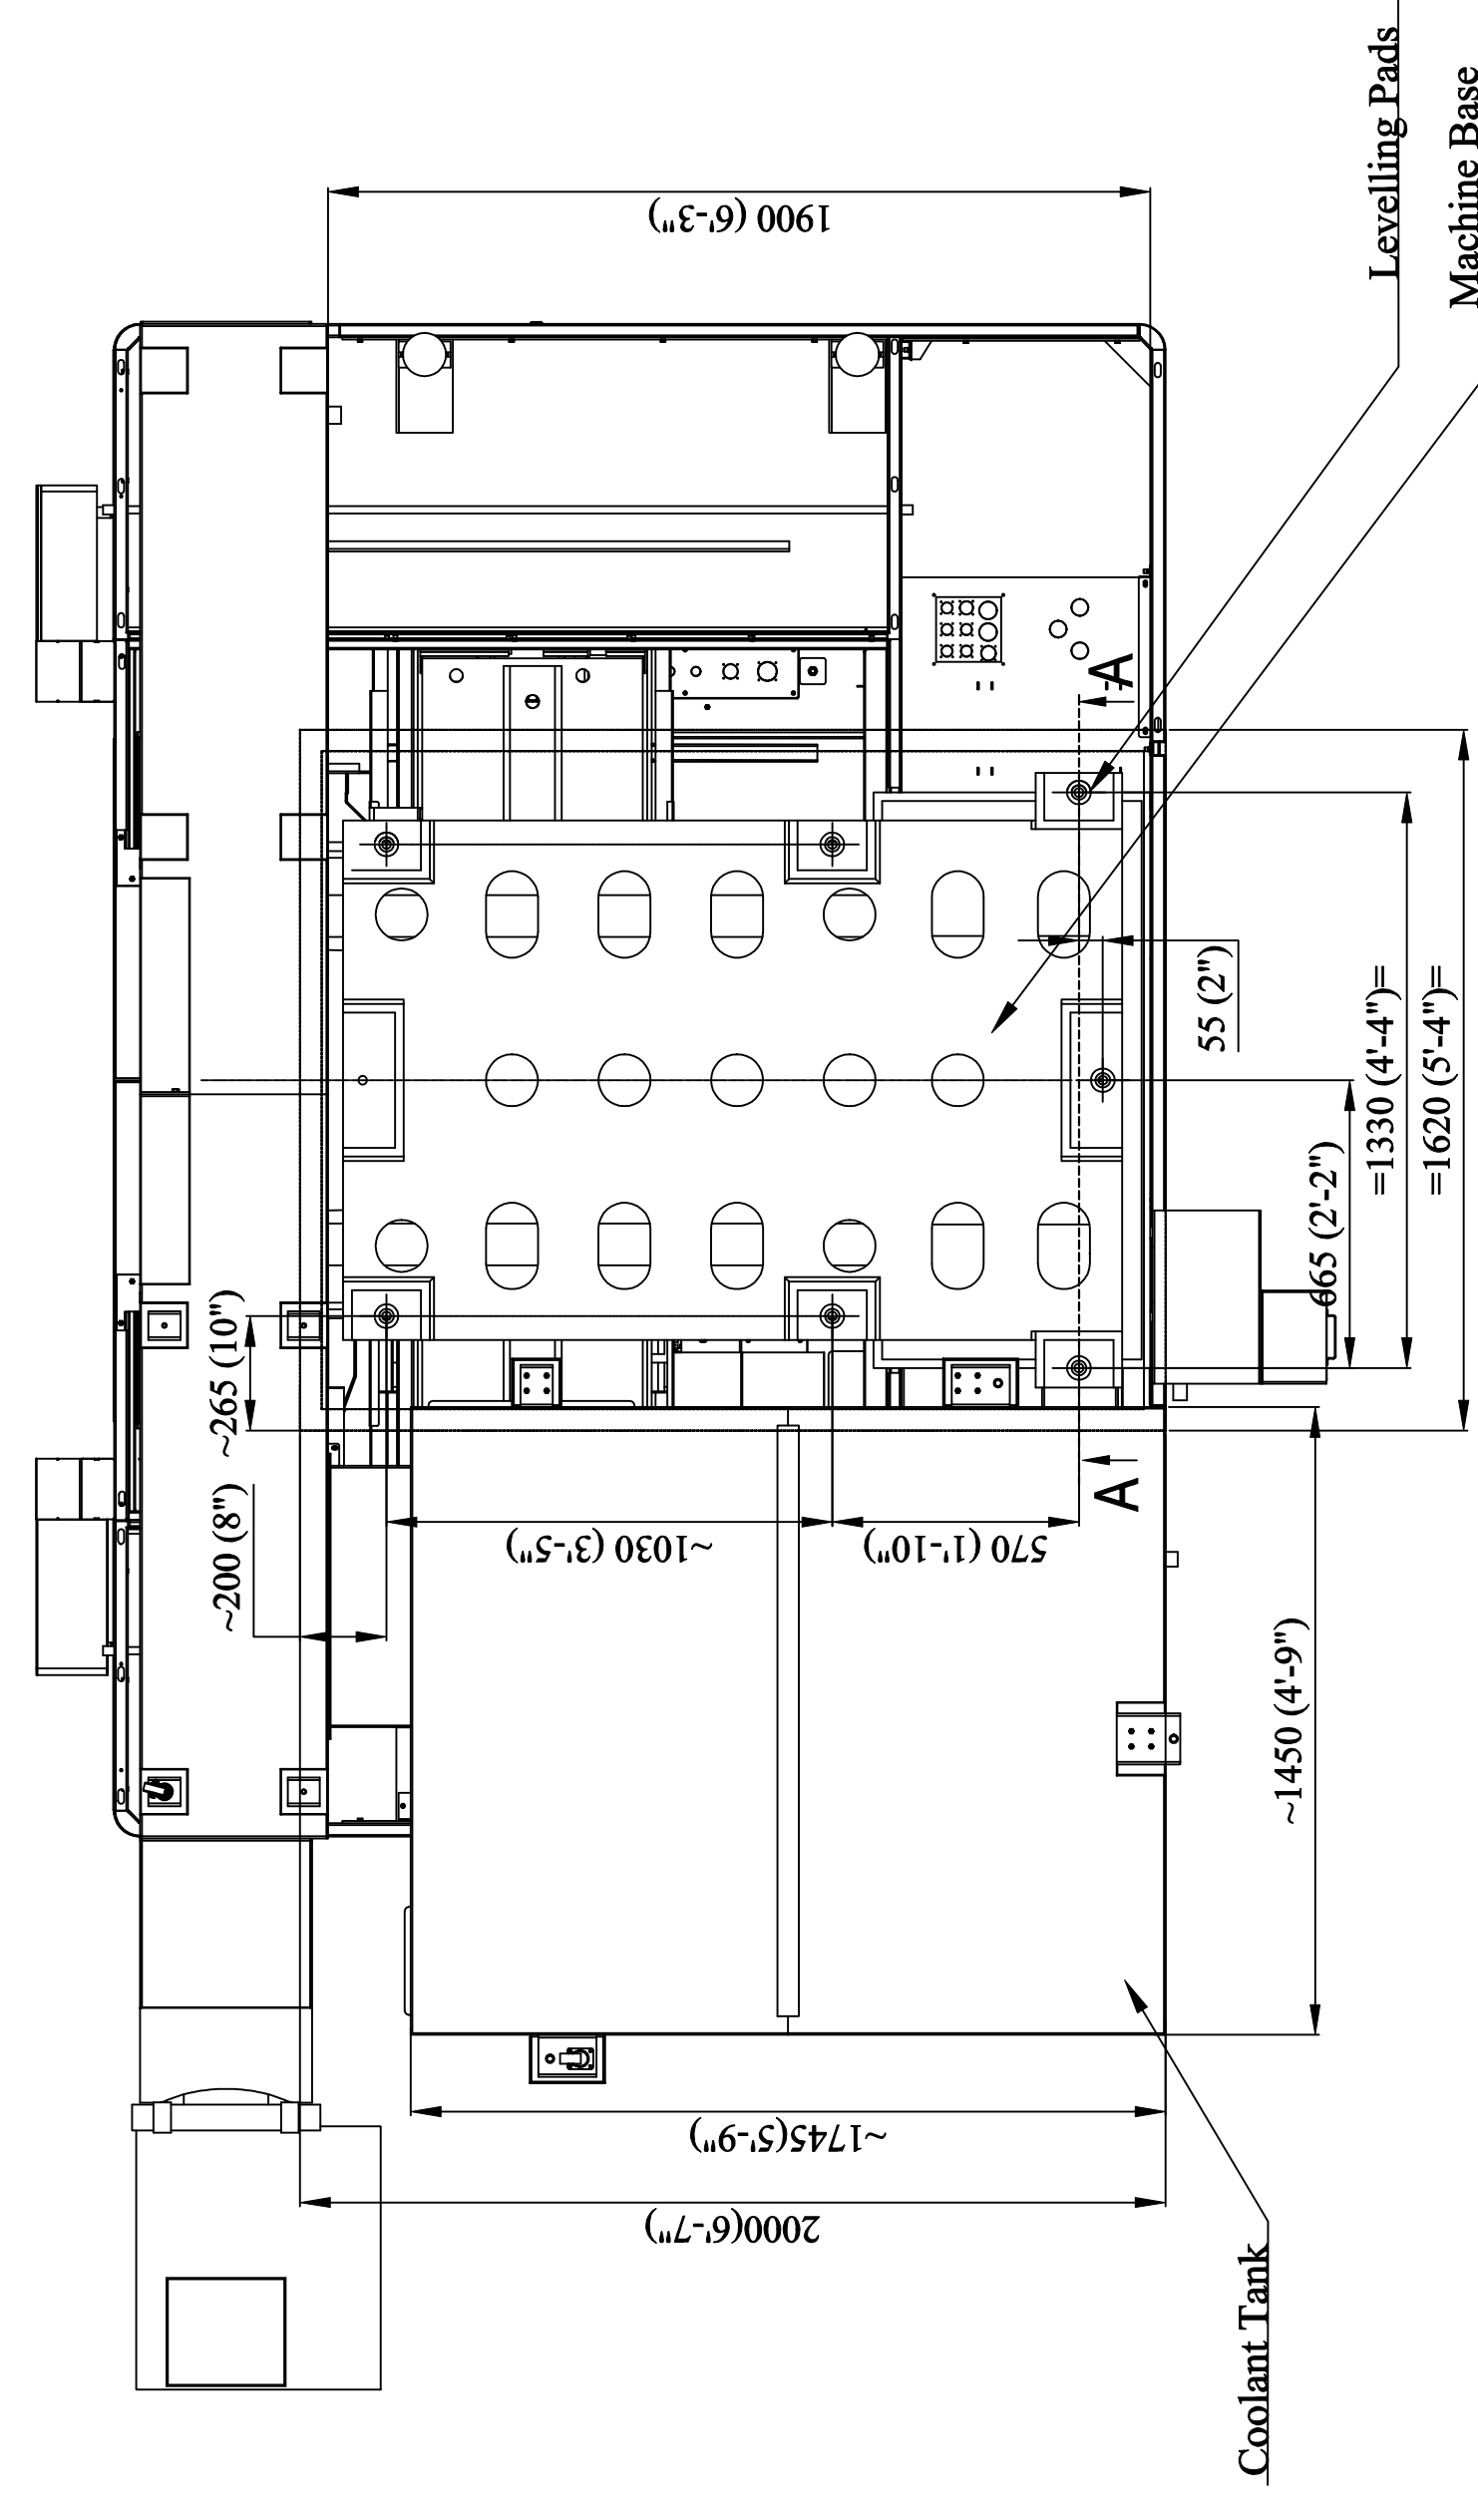 Levelling Pads
Machine Base
1900 (6'-3")
A
55 (2")
=1330 (4'-4")=
=1620 (5'-4")=
665 (2'-2")
~265 (10")
~200 (8")
~1030 (3'-5")
570 (1'-10")
A
~1450 (4'-9")
~1745(5'-9")
2000(6'-7")
Coolant Tank